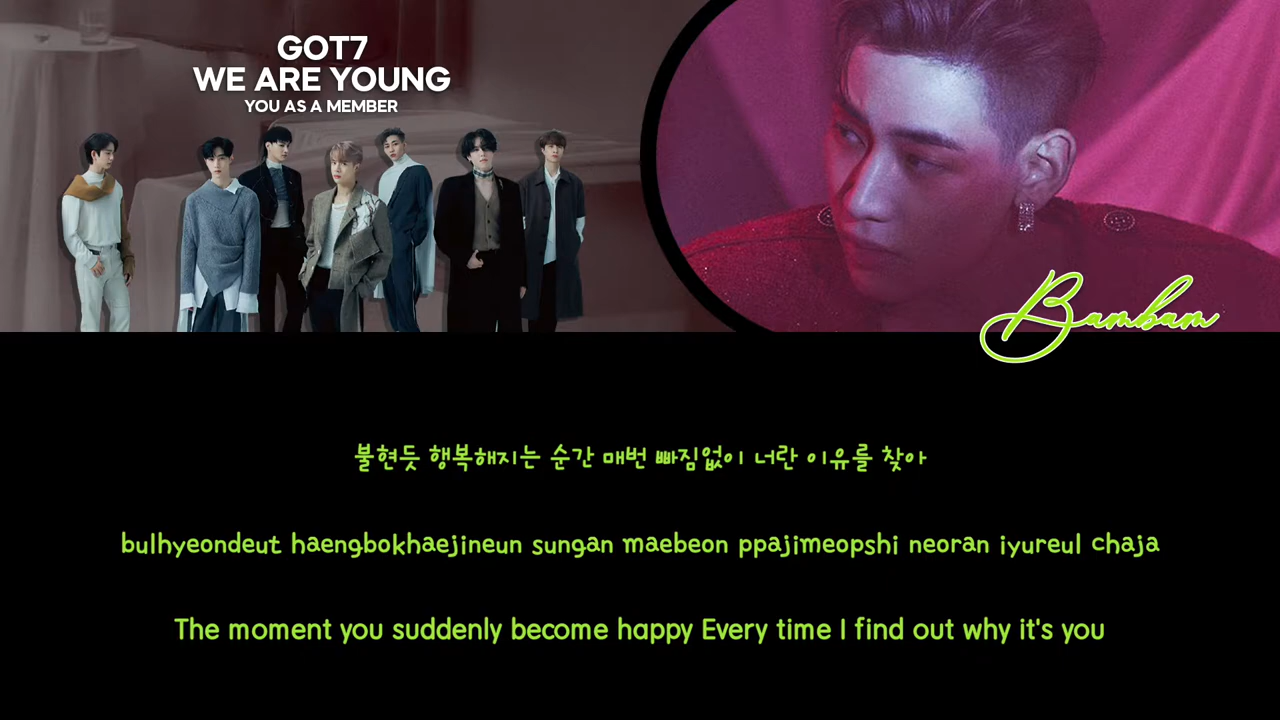 GOT7
WE ARE YOUNG
YOU AS A MEMBER
Bambam
불현듯 행복해지는 순간 매번 빠짐없이 너란 이유를 찾아
bulhyeondeut haengbokhaejineun sungan maebeon ppajimeopshi neoran iyureul chaja
The moment you suddenly become happy Every time I find out why it's you